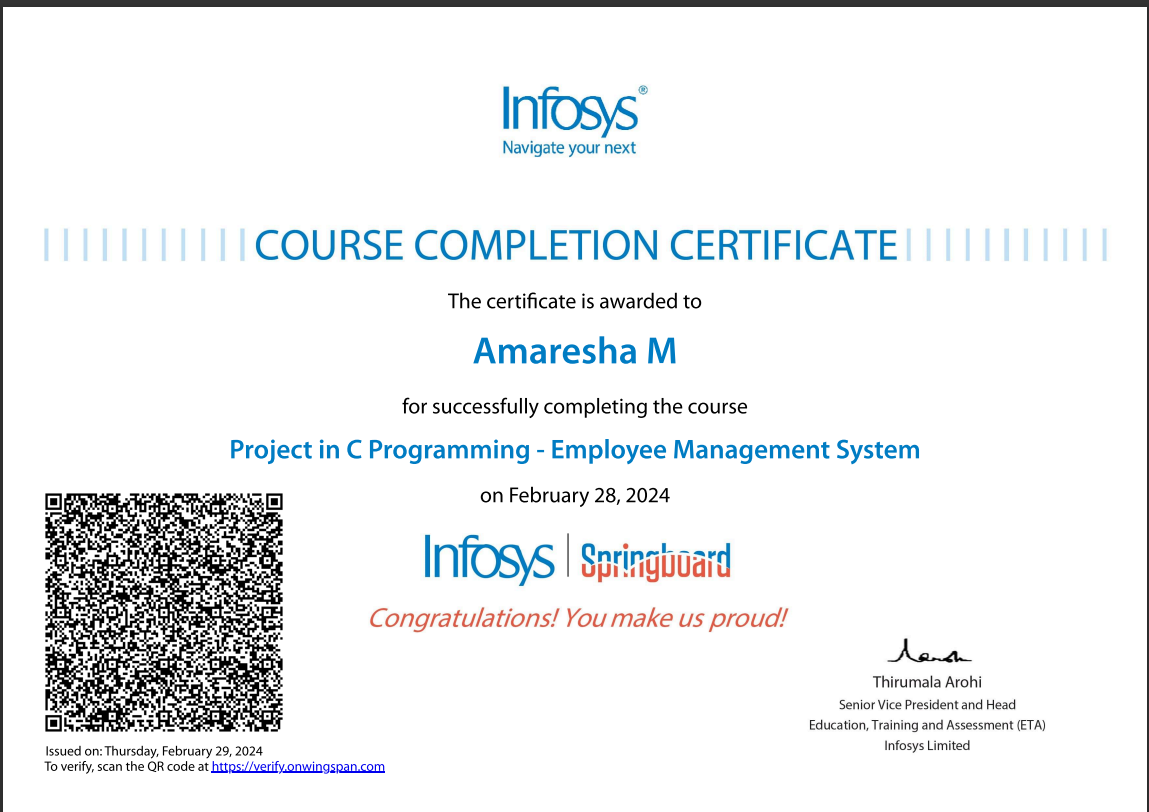 Infosys®
Navigate your next
COURSE COMPLETION CERTIFICATE
The certificate is awarded to
Amaresha M
for successfully completing the course
Project in C Programming - Employee Management System
on February 28, 2024
Infosys | Springboard
Congratulations! You make us proud!
Thirumala Arohi
Senior Vice President and Head
Education, Training and Assessment (ETA)
Infosys Limited
Issued on: Thursday, February 29, 2024
To verify, scan the QR code at https://verify.onwingspan.com